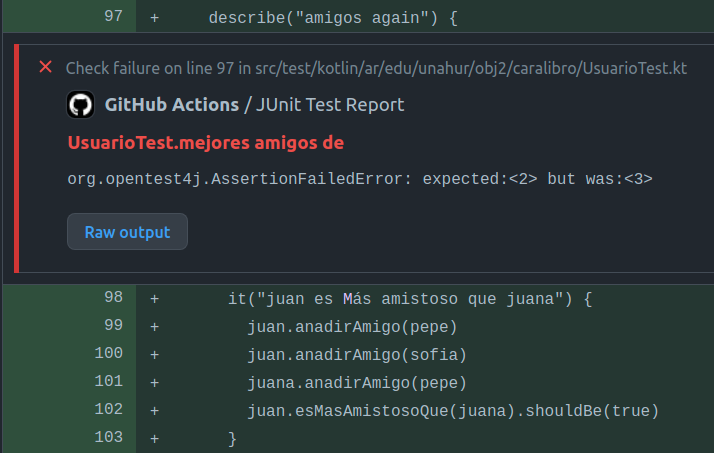 97 + describe("amigos again") {
Check failure on line 97 in src/test/kotlin/ar/edu/unahur/obj2/caralibro/UsuarioTest.kt
GitHub Actions / JUnit Test Report
UsuarioTest.mejores amigos de
org.opentest4j.AssertionFailedError: expected:<2> but was:<3>
Raw output
98 + it("juan es Más amistoso que juana") {
99 + juan.anadirAmigo(pepe)
100 + juan.anadirAmigo(sofia)
101 + juana.anadirAmigo(pepe)
102 + juan.esMasAmistosoQue(juana).shouldBe(true)
103 + }